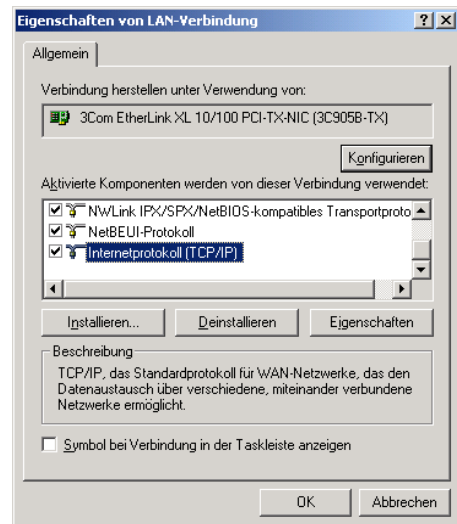 Eigenschaften von LAN-Verbindung
Allgemein
Verbindung herstellen unter Verwendung von:
3Com EtherLink XL 10/100 PCI-TX-NIC (3C905B-TX)
Konfigurieren
Aktivierte Komponenten werden von dieser Verbindung verwendet:
NWLink IPX/SPX/NetBIOS-kompatibles Transportproto
NetBEUI-Protokoll
Internetprotokoll (TCP/IP)
Installieren...
Deinstallieren
Eigenschaften
Beschreibung
TCP/IP, das Standardprotokoll für WAN-Netzwerke, das den
Datenaustausch über verschiedene, miteinander verbundene
Netzwerke ermöglicht.
Symbol bei Verbindung in der Taskleiste anzeigen
OK
Abbrechen